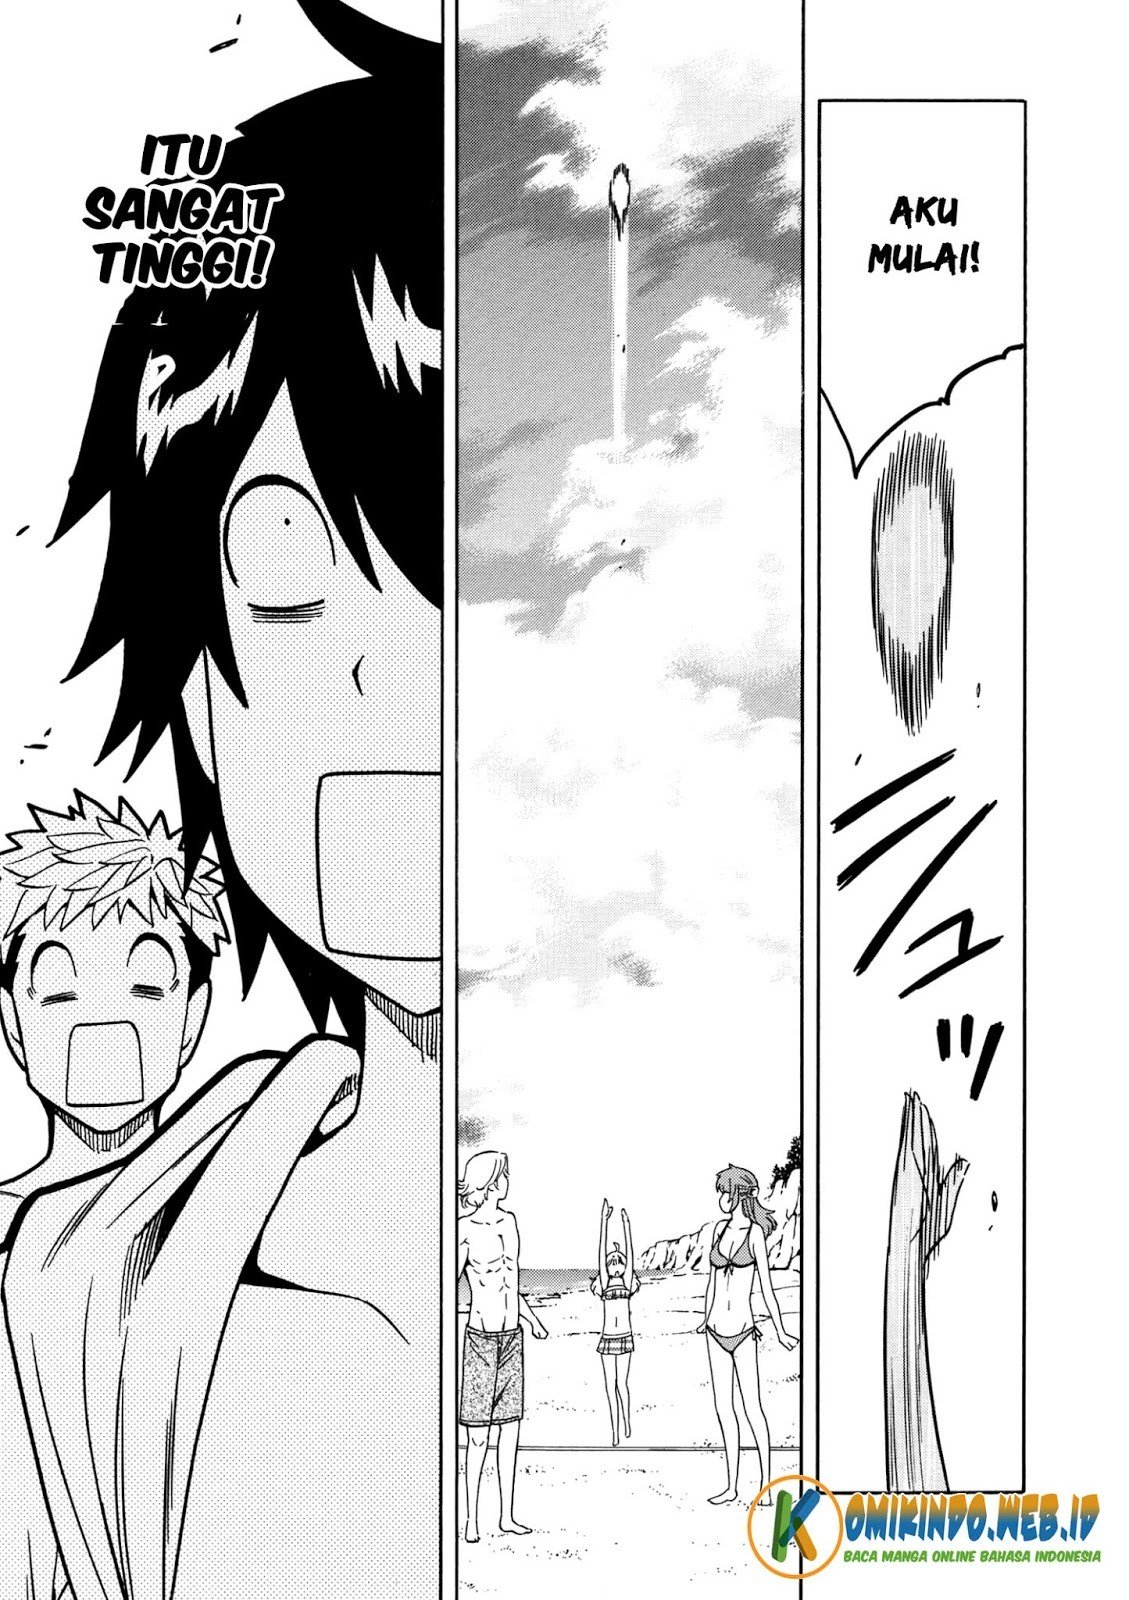 AKU
MULAI!
シュッ
ITU
SANGAT
TINGGI!
KOMIKINDO.WEB.ID
BACA MANGA ONLINE BAHASA INDONESIA